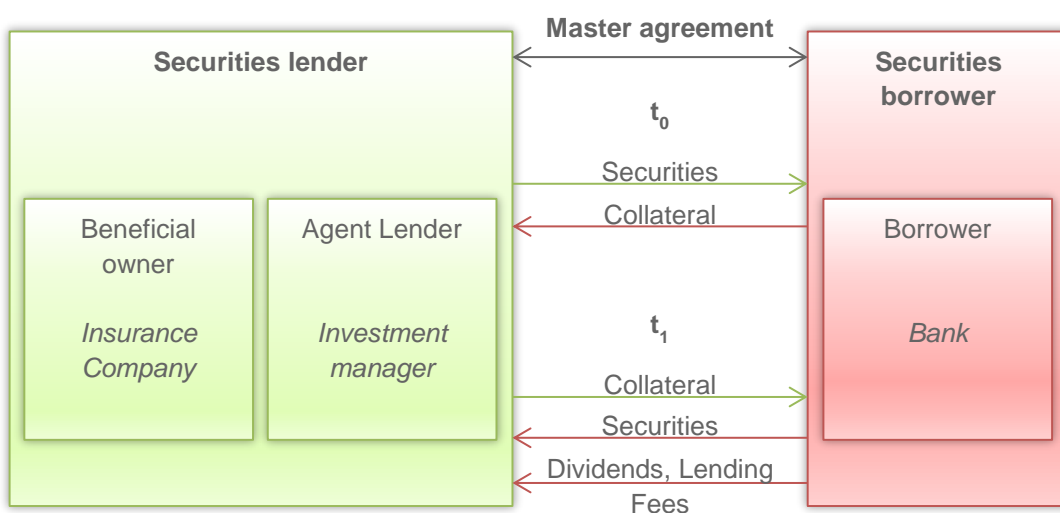 Master agreement
Securities lender
Securities
borrower
t0
Securities
Collateral
Beneficial
owner
Agent Lender
Borrower
t1
Insurance
Company
Investment
manager
Bank
Collateral
Securities
Dividends, Lending
Fees